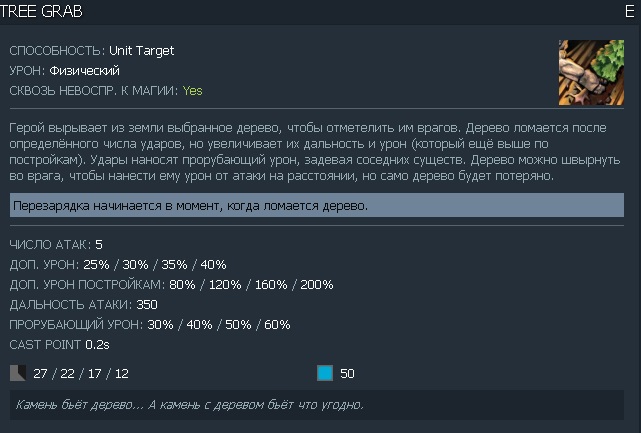 TREE GRAB E
СПОСОБНОСТЬ: Unit Target
УРОН: Физический
СКВОЗЬ НЕВОСПР. К МАГИИ: Yes
Герой вырывает из земли выбранное дерево, чтобы отметелить им врагов. Дерево ломается после
определённого числа ударов, но увеличивает их дальность и урон (который ещё выше по
постройкам). Удары наносят прорубающий урон, задевая соседних существ. Дерево можно швырнуть
во врага, чтобы нанести ему урон от атаки на расстоянии, но само дерево будет потеряно.
Перезарядка начинается в момент, когда ломается дерево.
ЧИСЛО АТАК: 5
ДОП. УРОН: 25% / 30% / 35% / 40%
ДОП. УРОН ПОСТРОЙКАМ: 80% / 120% / 160% / 200%
ДАЛЬНОСТЬ АТАКИ: 350
ПРОРУБАЮЩИЙ УРОН: 30% / 40% / 50% / 60%
CAST POINT 0.2s
27 / 22 / 17 / 12 50
Камень бьёт дерево... А камень с деревом бьёт что угодно.